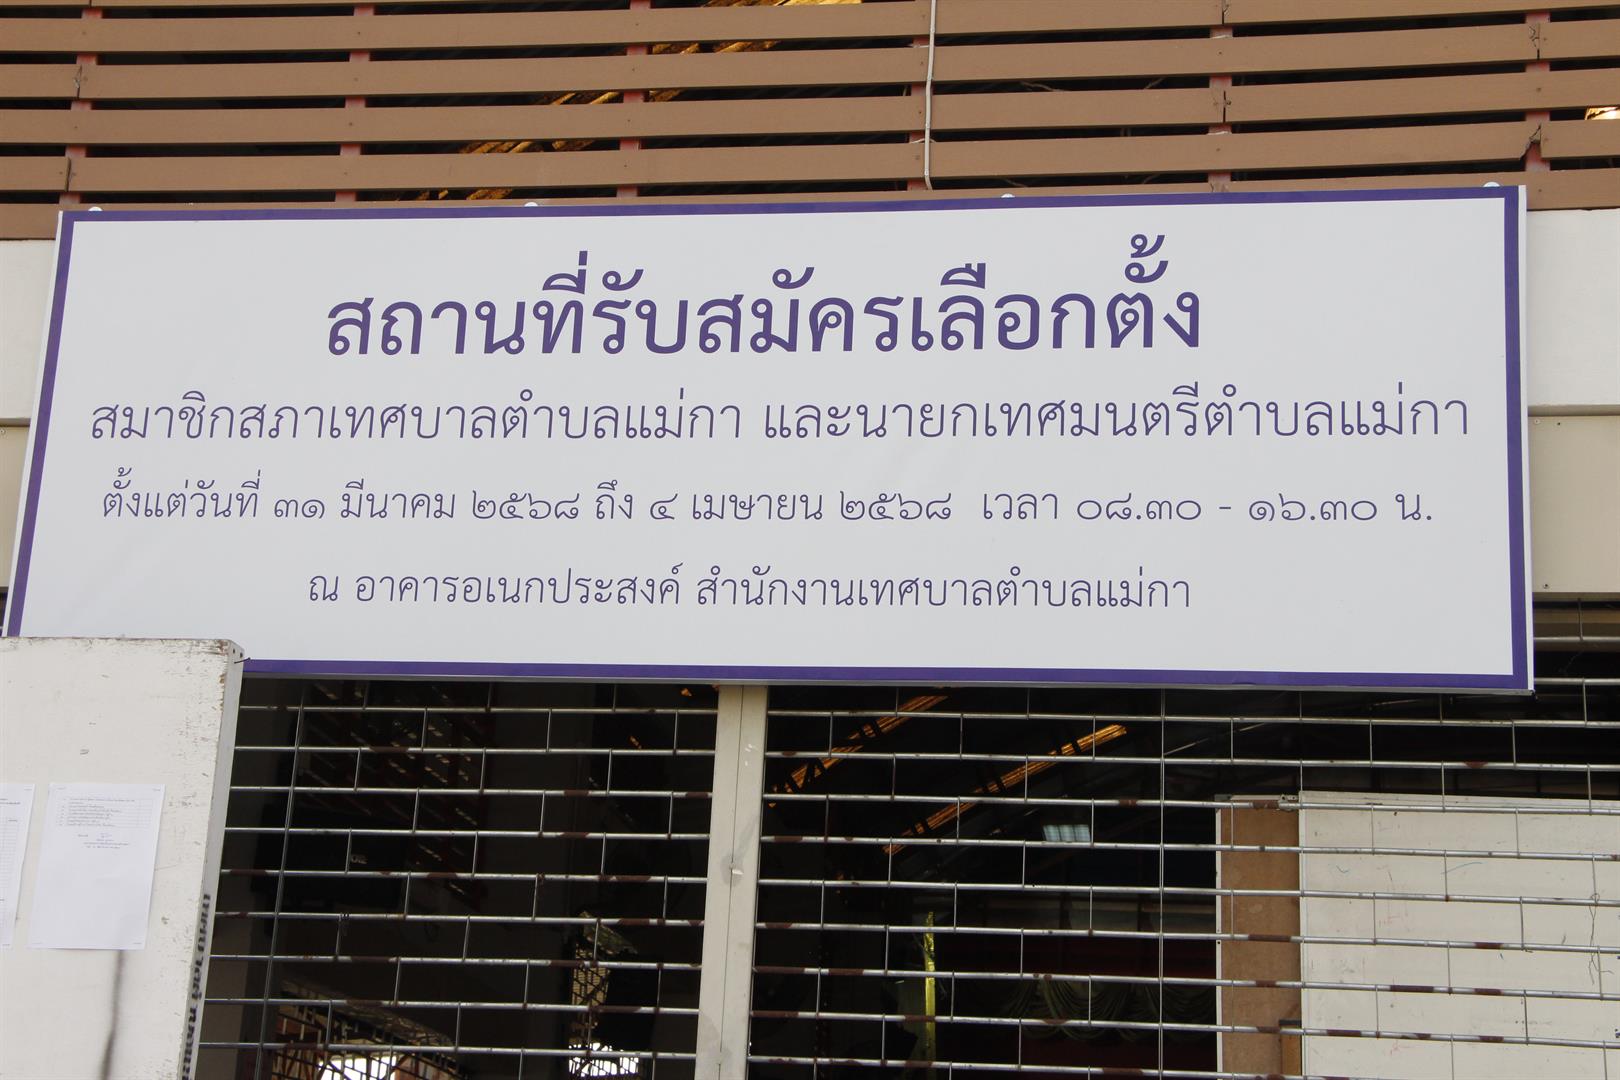 สถานที่รับสมัครเลือกตั้ง
สมาชิกสภาเทศบาลตำบลแม่กา และนายกเทศมนตรีตำบลแม่กา
ตั้งแต่วันที่ ๓๑ มีนาคม ๒๕๖๘ ถึง ๔ เมษายน ๒๕๖๘ เวลา ๐๘.๓๐ - ๑๖.๓๐ น.
ณ อาคารอเนกประสงค์ สำนักงานเทศบาลตำบลแม่กา